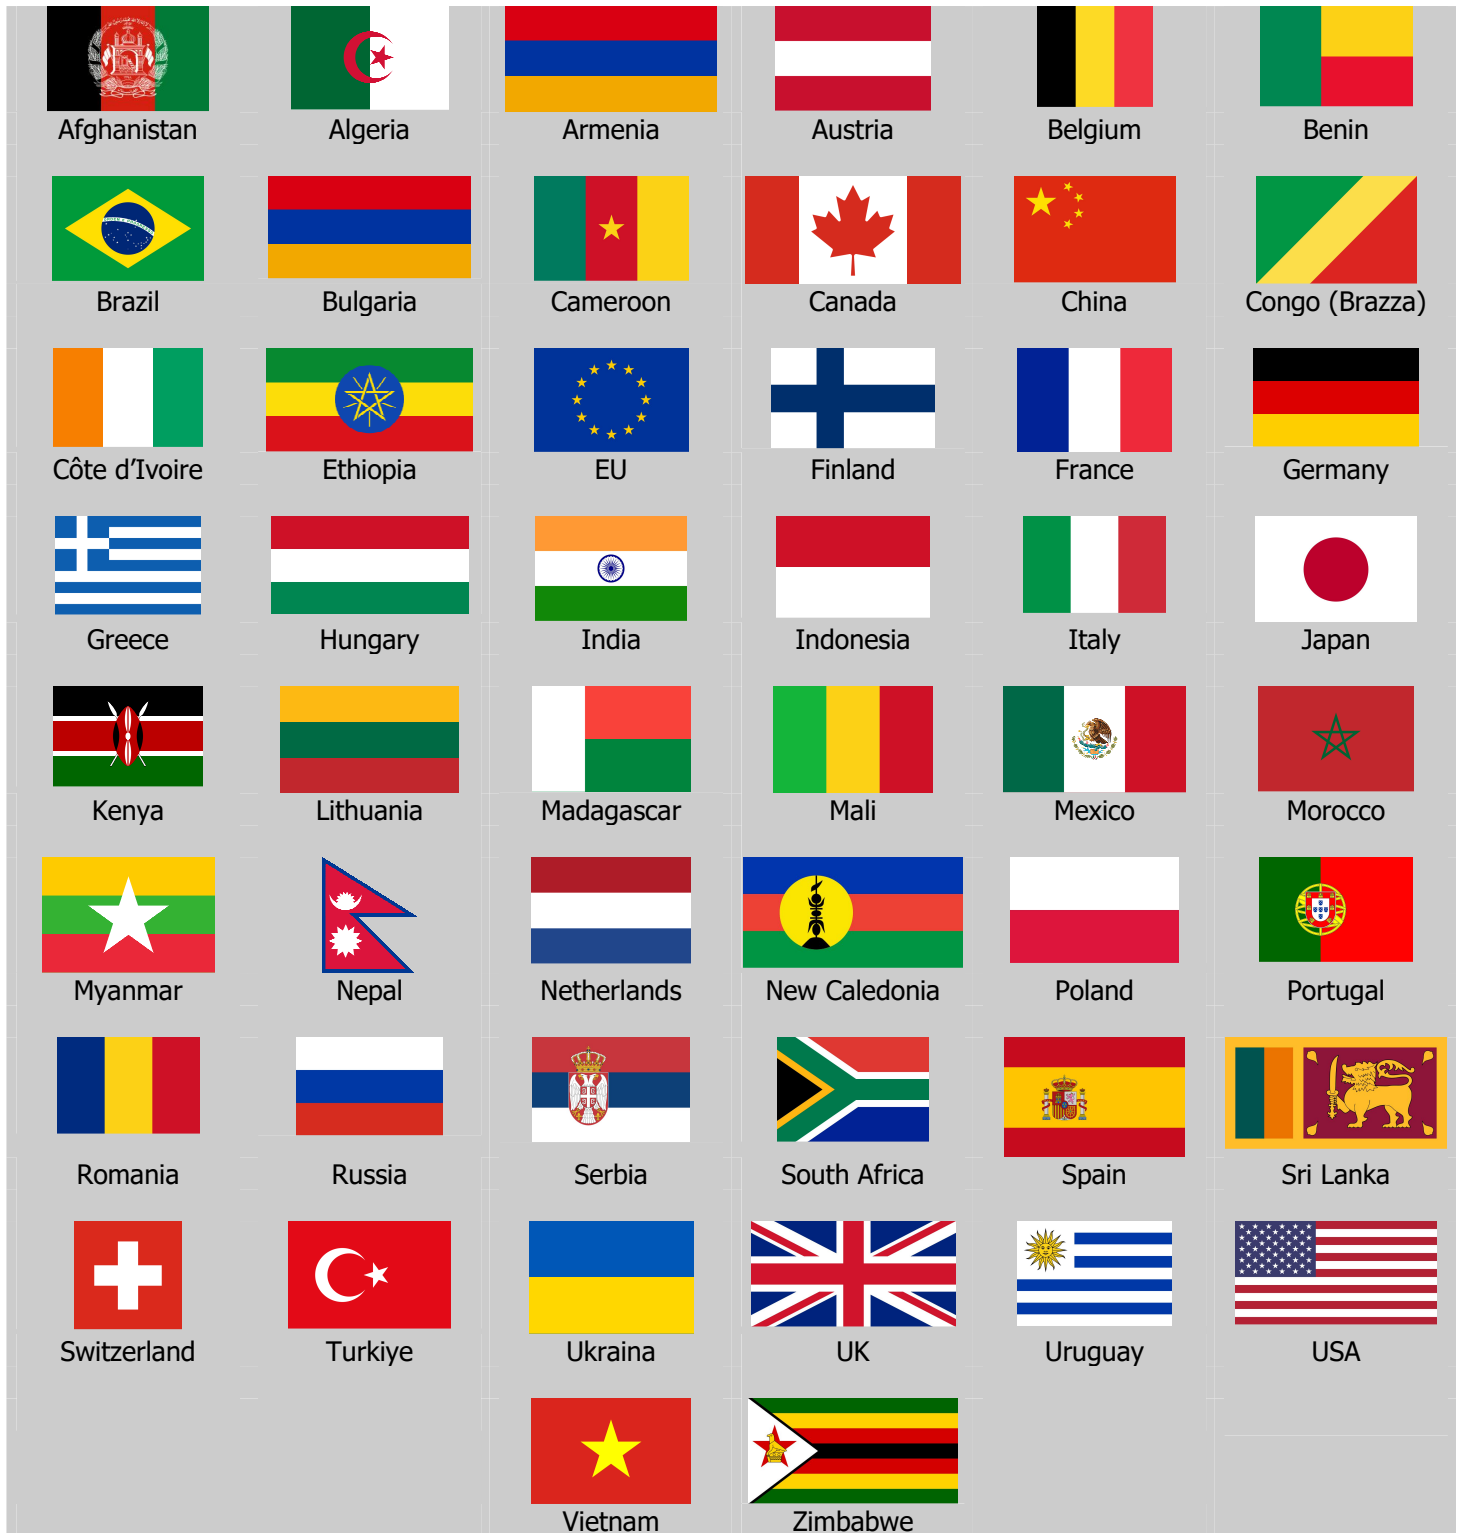 Afghanistan
Algeria
Armenia
Austria
Belgium
Benin
Brazil
Bulgaria
Cameroon
Canada
China
Congo (Brazza)
Côte d’Ivoire
Ethiopia
EU
Finland
France
Germany
Greece
Hungary
India
Indonesia
Italy
Japan
Kenya
Lithuania
Madagascar
Mali
Mexico
Morocco
Myanmar
Nepal
Netherlands
New Caledonia
Poland
Portugal
Romania
Russia
Serbia
South Africa
Spain
Sri Lanka
Switzerland
Turkiye
Ukraina
UK
Uruguay
USA
Vietnam
Zimbabwe